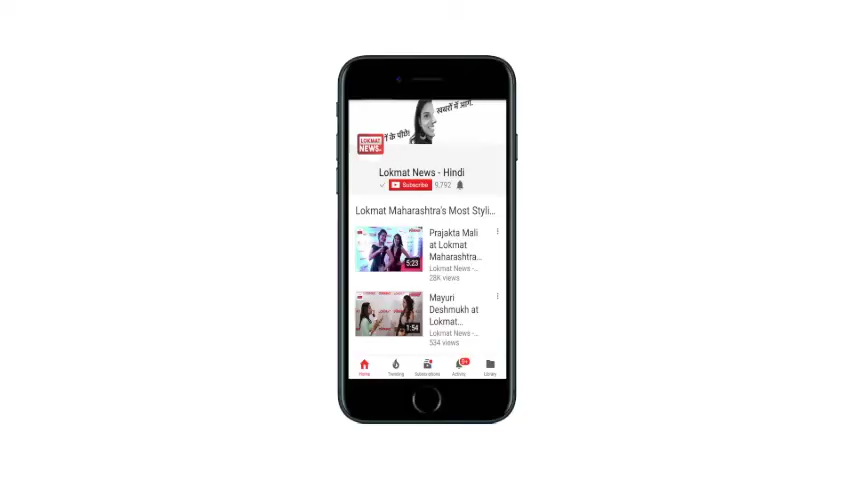 खबरों में आगे,
के पीछे!
LOKMAT
NEWS
Lokmat News - Hindi
Subscribe 9,792
Lokmat Maharashtra's Most Styli...
Prajakta Mali
at Lokmat
Maharashtra...
Lokmat News -...
28K views
5:23
Mayuri
Deshmukh at
Lokmat...
Lokmat News -...
534 views
1:54
Home Trending Subscriptions Activity Library
9+